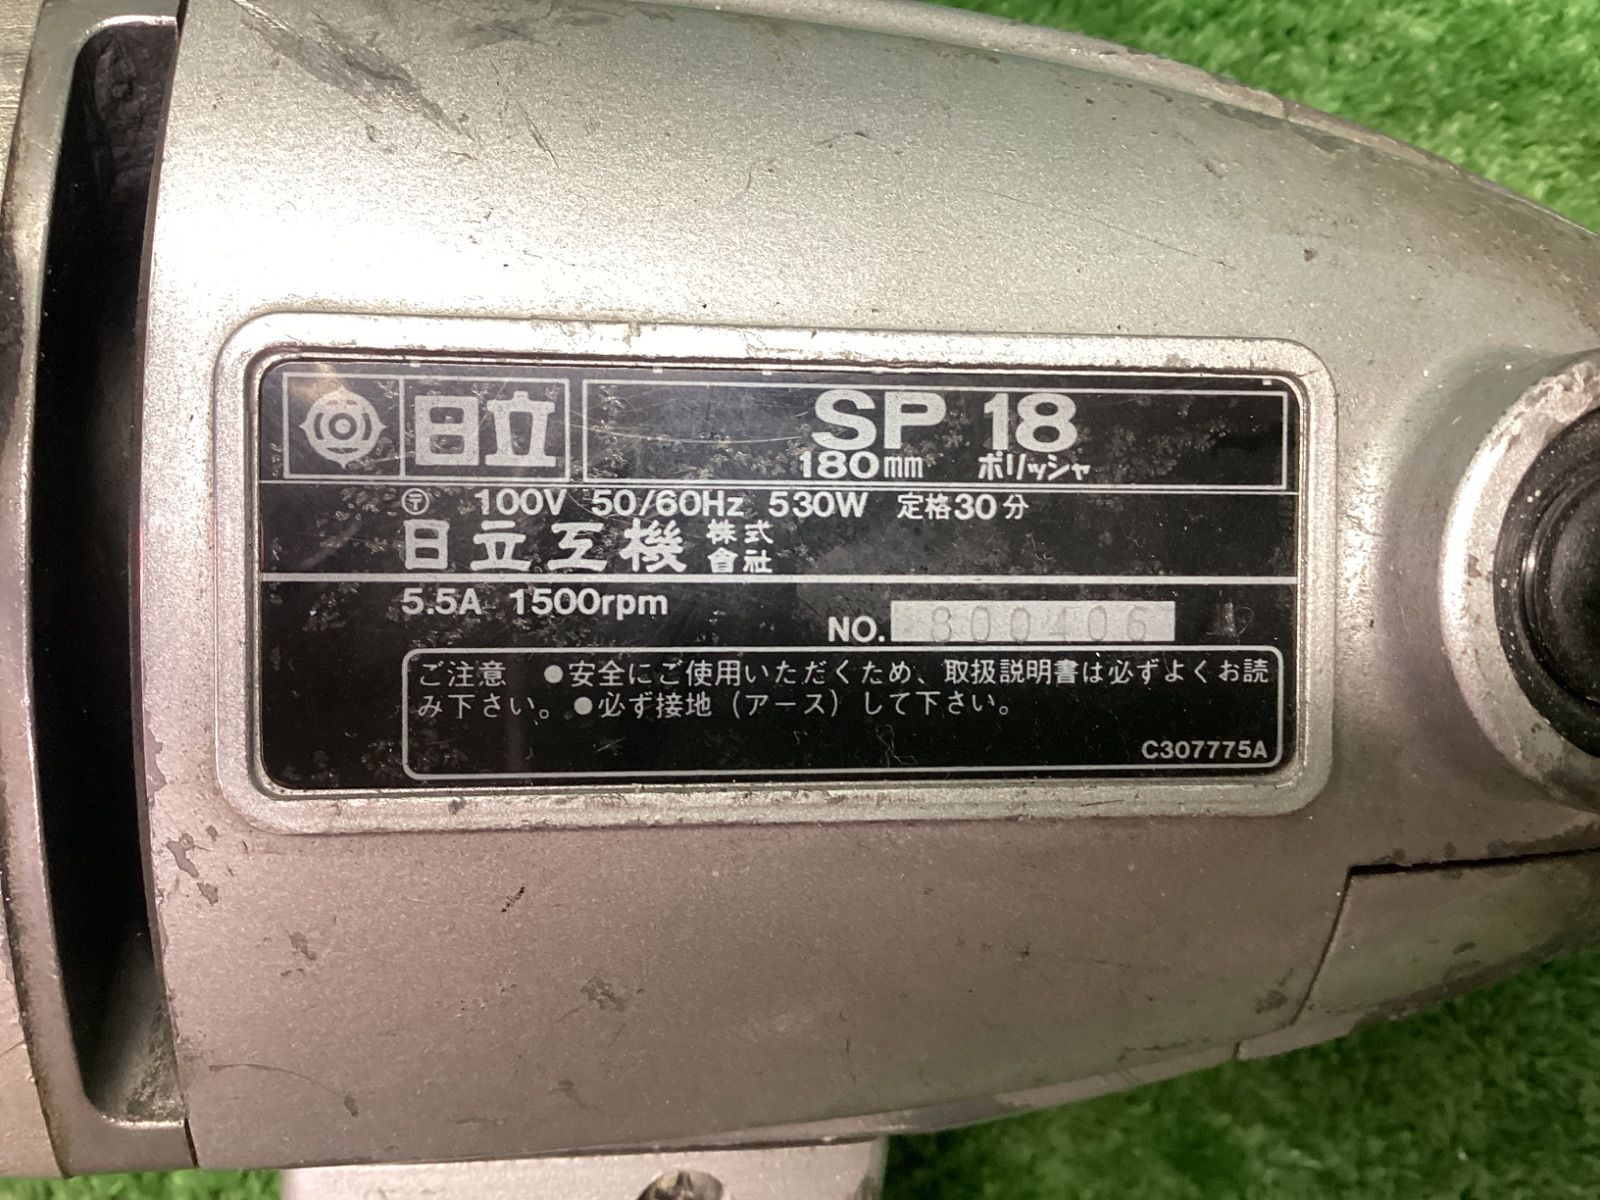 日立
SP 18
180mm ポリッシャ
〒 100V 50/60Hz 530W 定格30分
日立工機 株式會社
5.5A 1500rpm
NO. 800406
ご注意 ●安全にご使用いただくため、取扱説明書は必ずよくお読
み下さい。●必ず接地（アース）して下さい。
C307775A